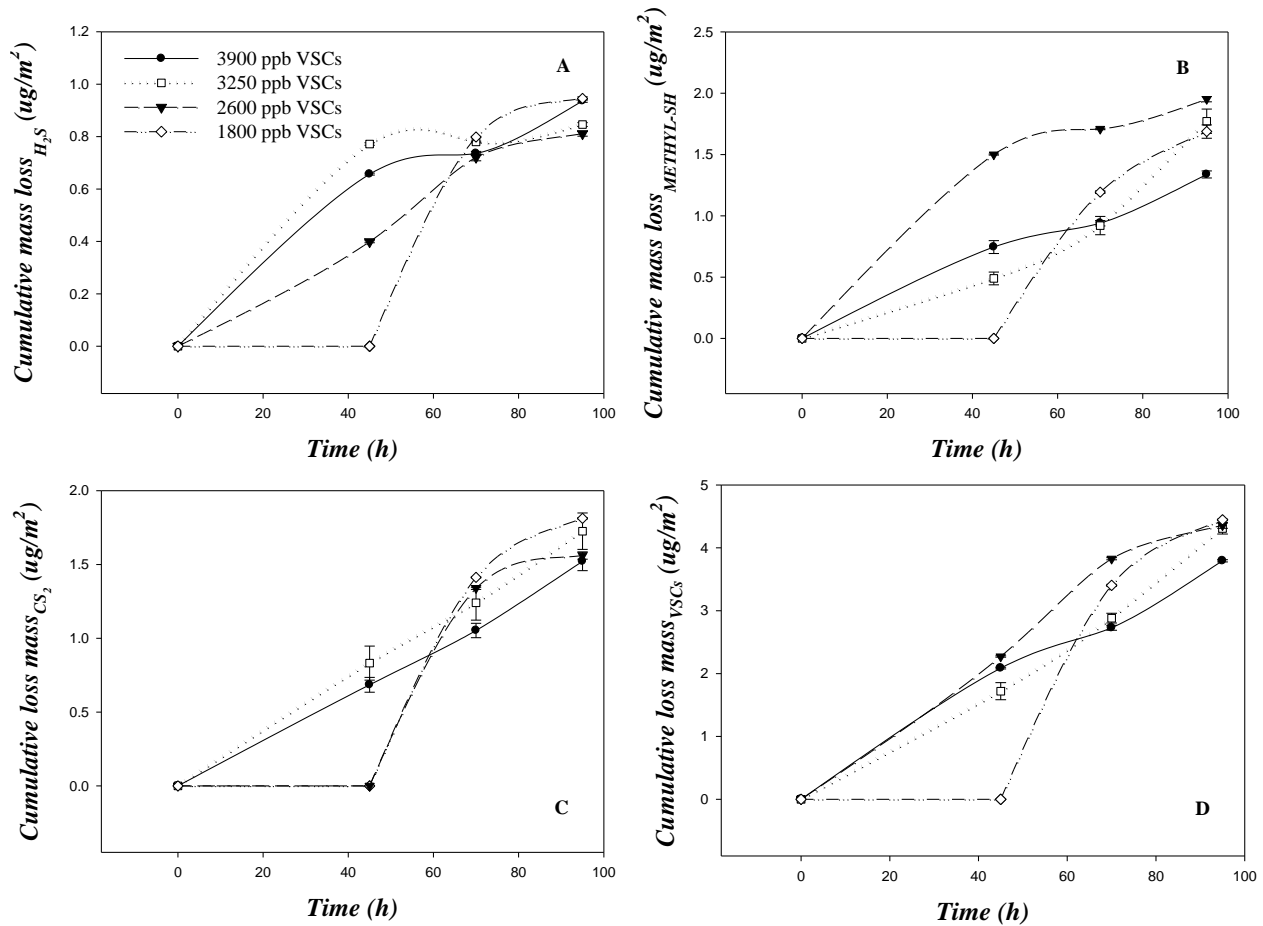 Cumulative mass loss H₂S (ug/m²)
1.2
1.0
0.8
0.6
0.4
0.2
0.0
3900 ppb VSCs
3250 ppb VSCs
2600 ppb VSCs
1800 ppb VSCs
A
0 20 40 60 80 100
Time (h)
Cumulative mass loss METHYL-SH (ug/m²)
2.5
2.0
1.5
1.0
0.5
0.0
B
0 20 40 60 80 100
Time (h)
Cumulative loss mass CS₂ (ug/m²)
2.0
1.5
1.0
0.5
0.0
C
0 20 40 60 80 100
Time (h)
Cumulative loss mass VSCs (ug/m²)
5
4
3
2
1
0
D
0 20 40 60 80 100
Time (h)